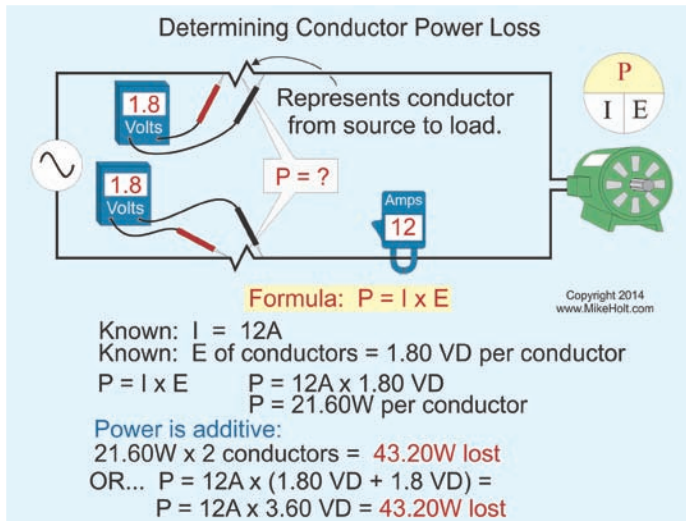 Determining Conductor Power Loss
1.8
Volts
Represents conductor
from source to load.
P
I E
1.8
Volts
P = ?
Amps
12
Formula: P = I x E
Copyright 2014
www.MikeHolt.com
Known: I = 12A
Known: E of conductors = 1.80 VD per conductor
P = I x E P = 12A x 1.80 VD
P = 21.60W per conductor
Power is additive:
21.60W x 2 conductors = 43.20W lost
OR... P = 12A x (1.80 VD + 1.8 VD) =
P = 12A x 3.60 VD = 43.20W lost